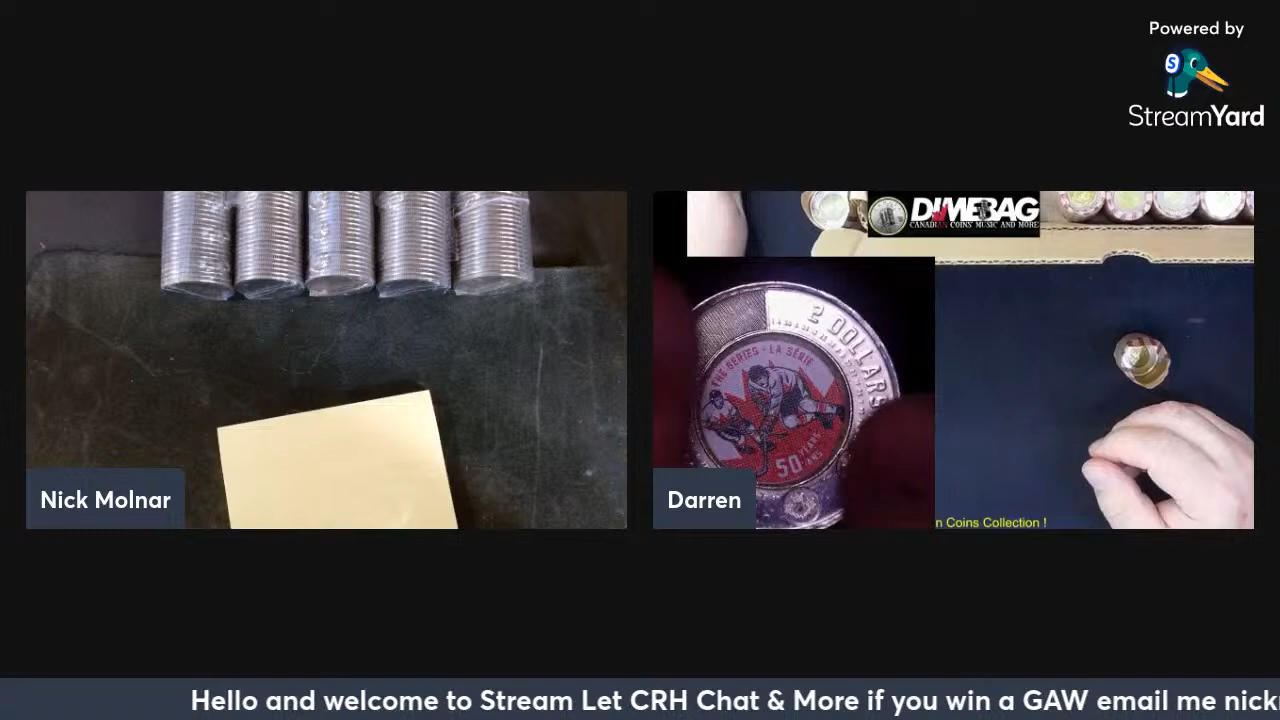 Powered by
S
StreamYard
DIMEBAG
CANADIAN COINS MUSIC AND MORE
2 DOLLARS
THE SERIES - LA SÉRIE
50 YEARS
ANS
Nick Molnar
Darren
n Coins Collection !
Hello and welcome to Stream Let CRH Chat & More if you win a GAW email me nick